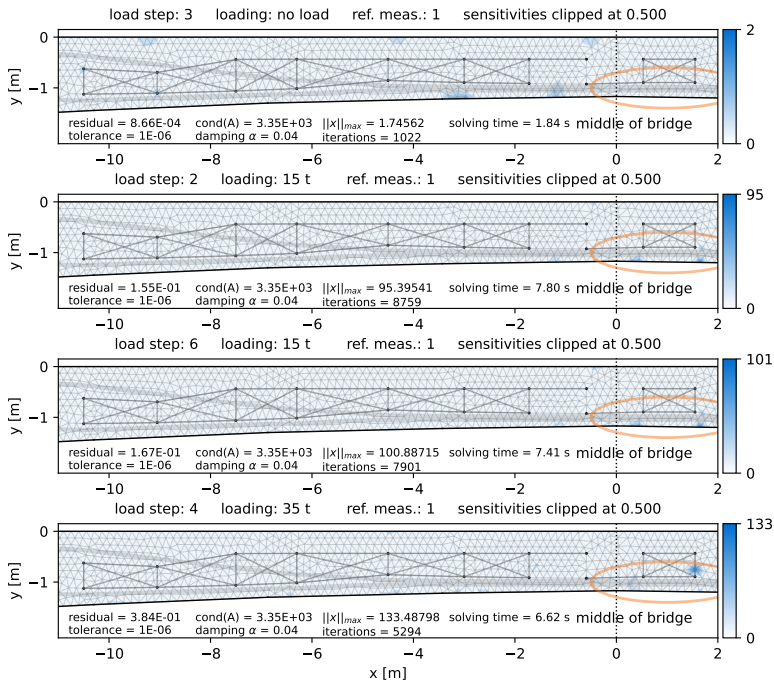 load step: 3 loading: no load ref. meas.: 1 sensitivities clipped at 0.500
0
−1
y [m]
residual = 8.66E-04 cond(A) = 3.35E+03 ||x||max = 1.74562 solving time = 1.84 s middle of bridge
tolerance = 1E-06 damping α = 0.04 iterations = 1022
−10 −8 −6 −4 −2 0 2
2
0
load step: 2 loading: 15 t ref. meas.: 1 sensitivities clipped at 0.500
0
−1
y [m]
residual = 1.55E-01 cond(A) = 3.35E+03 ||x||max = 95.39541 solving time = 7.80 s middle of bridge
tolerance = 1E-06 damping α = 0.04 iterations = 8759
−10 −8 −6 −4 −2 0 2
95
0
load step: 6 loading: 15 t ref. meas.: 1 sensitivities clipped at 0.500
0
−1
y [m]
residual = 1.67E-01 cond(A) = 3.35E+03 ||x||max = 100.88715 solving time = 7.41 s middle of bridge
tolerance = 1E-06 damping α = 0.04 iterations = 7901
−10 −8 −6 −4 −2 0 2
101
0
load step: 4 loading: 35 t ref. meas.: 1 sensitivities clipped at 0.500
0
−1
y [m]
residual = 3.84E-01 cond(A) = 3.35E+03 ||x||max = 133.48798 solving time = 6.62 s middle of bridge
tolerance = 1E-06 damping α = 0.04 iterations = 5294
−10 −8 −6 −4 −2 0 2
x [m]
133
0